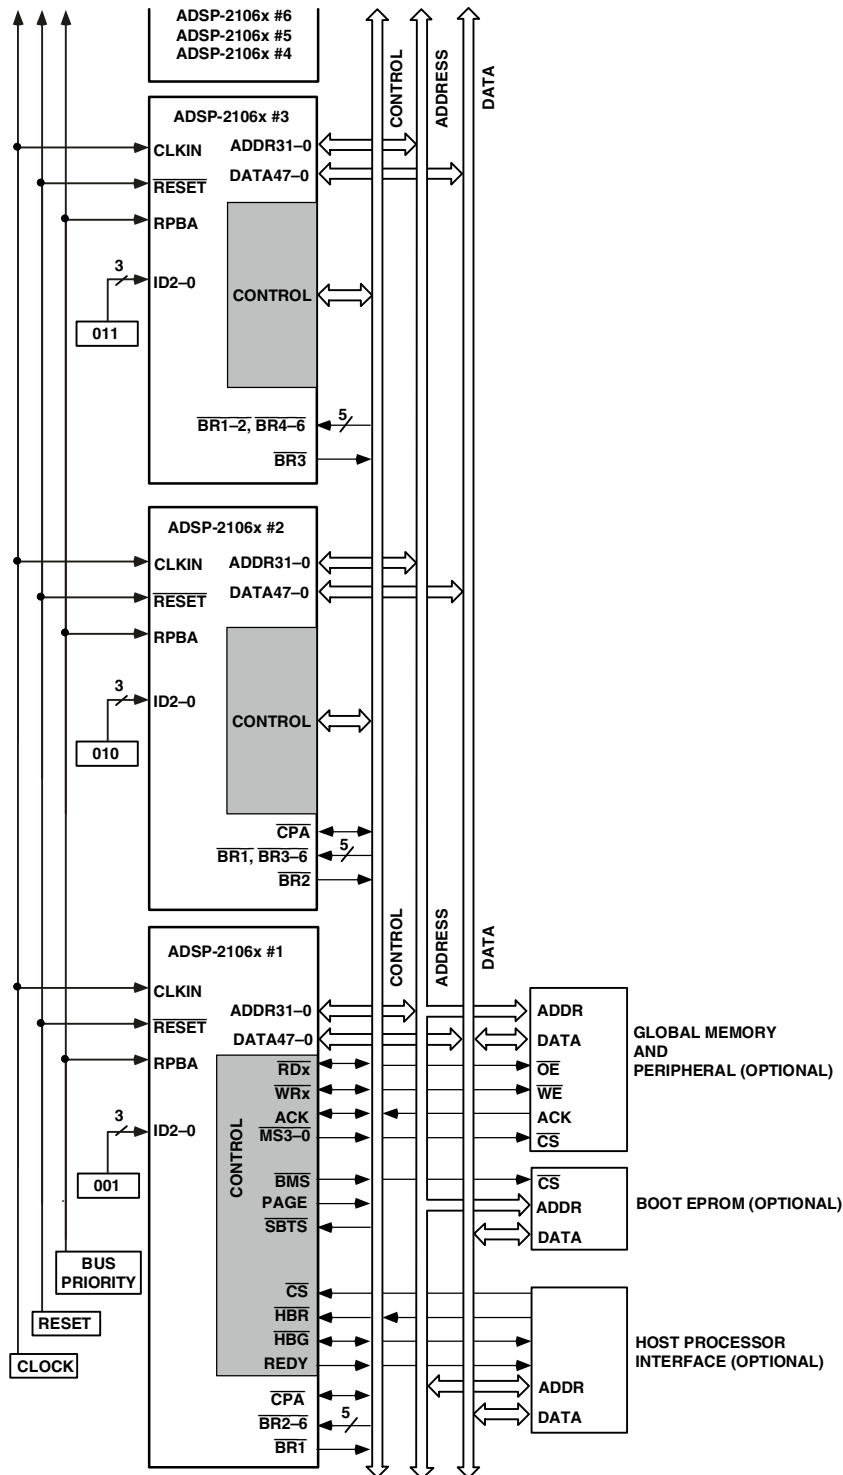 ADSP-2106x #6
ADSP-2106x #5
ADSP-2106x #4
CONTROL
ADDRESS
DATA
ADSP-2106x #3
CLKIN
ADDR31–0
DATA47–0
RESET
RPBA
3
ID2–0
CONTROL
011
BR1–2, BR4–6
5
BR3
ADSP-2106x #2
CLKIN
ADDR31–0
DATA47–0
RESET
RPBA
3
ID2–0
CONTROL
010
CPA
BR1, BR3–6
5
BR2
CONTROL
ADDRESS
DATA
ADSP-2106x #1
CLKIN
ADDR31–0
RESET
DATA47–0
RPBA
RDx
WRx
ACK
MS3–0
3
ID2–0
CONTROL
001
BMS
PAGE
SBTS
BUS
PRIORITY
CS
HBR
HBG
REDY
RESET
CLOCK
CPA
BR2–6
5
BR1
ADDR
DATA
OE
WE
ACK
CS
GLOBAL MEMORY
AND
PERIPHERAL (OPTIONAL)
CS
ADDR
DATA
BOOT EPROM (OPTIONAL)
HOST PROCESSOR
INTERFACE (OPTIONAL)
ADDR
DATA